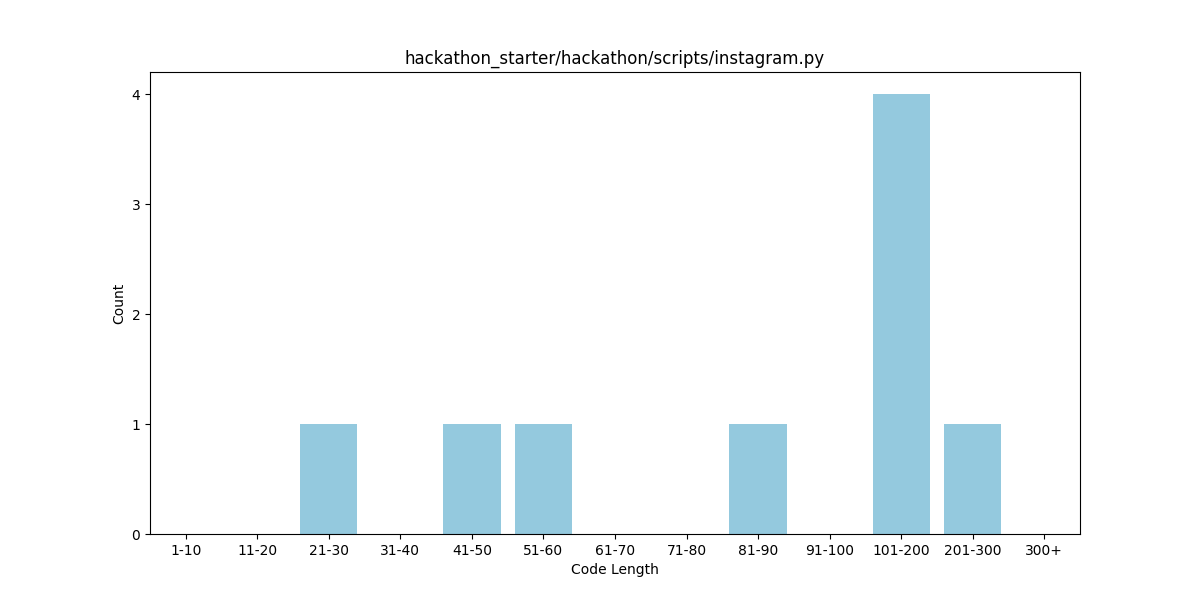 hackathon_starter/hackathon/scripts/instagram.py
Count
4
3
2
1
0
1-10 11-20 21-30 31-40 41-50 51-60 61-70 71-80 81-90 91-100 101-200 201-300 300+
Code Length